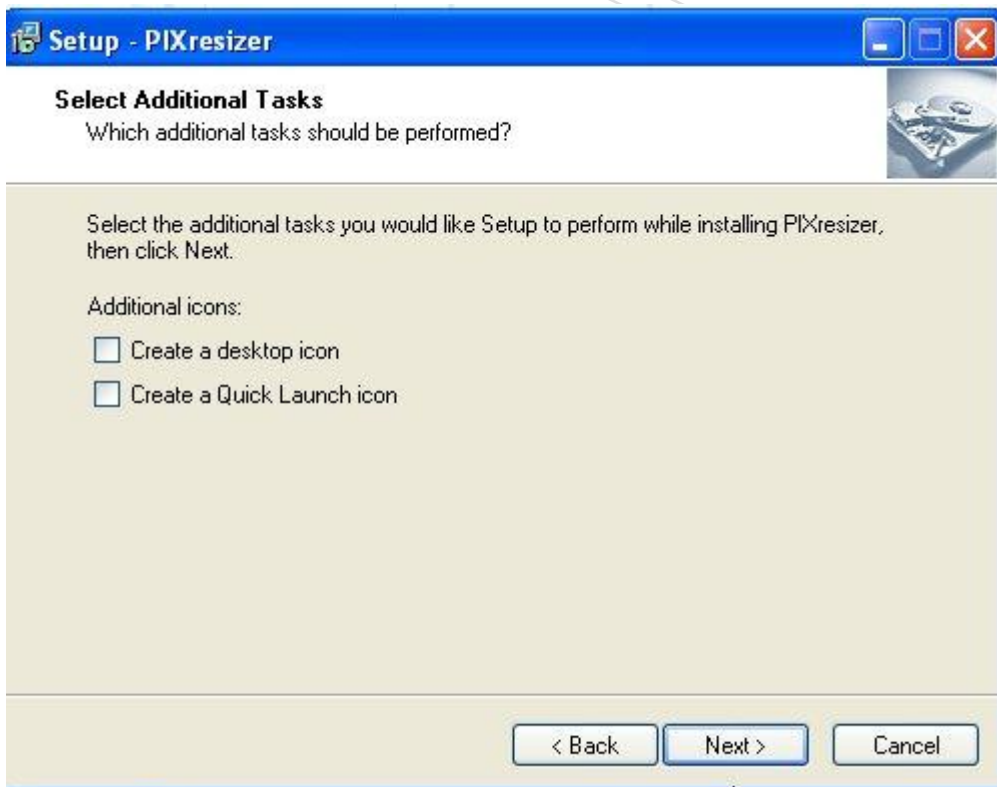 Setup - PIXresizer
Select Additional Tasks
Which additional tasks should be performed?
Select the additional tasks you would like Setup to perform while installing PIXresizer,
then click Next.
Additional icons:
Create a desktop icon
Create a Quick Launch icon
< Back Next > Cancel